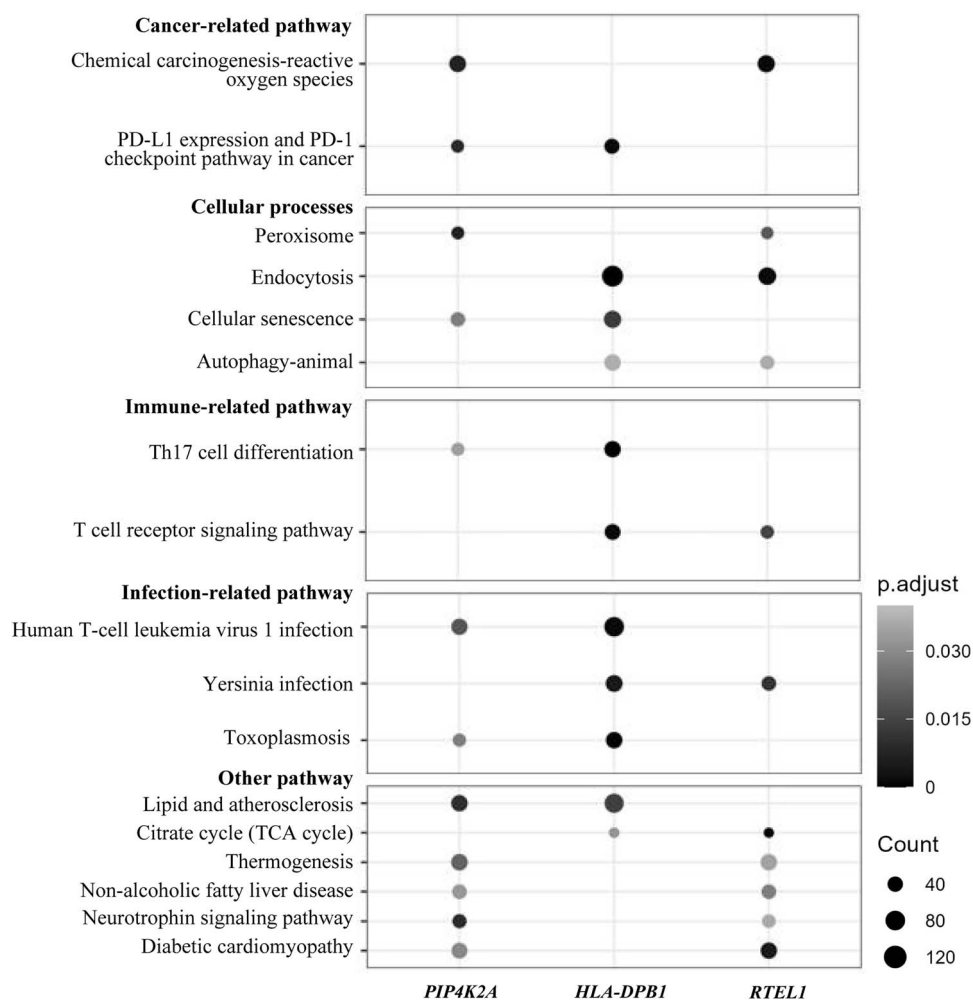 Cancer-related pathway
Chemical carcinogenesis-reactive
oxygen species
PD-L1 expression and PD-1
checkpoint pathway in cancer
Cellular processes
Peroxisome
Endocytosis
Cellular senescence
Autophagy-animal
Immune-related pathway
Th17 cell differentiation
T cell receptor signaling pathway
Infection-related pathway
Human T-cell leukemia virus 1 infection
Yersinia infection
Toxoplasmosis
Other pathway
Lipid and atherosclerosis
Citrate cycle (TCA cycle)
Thermogenesis
Non-alcoholic fatty liver disease
Neurotrophin signaling pathway
Diabetic cardiomyopathy
PIP4K2A
HLA-DPB1
RTEL1
p.adjust
0.030
0.015
0
Count
40
80
120